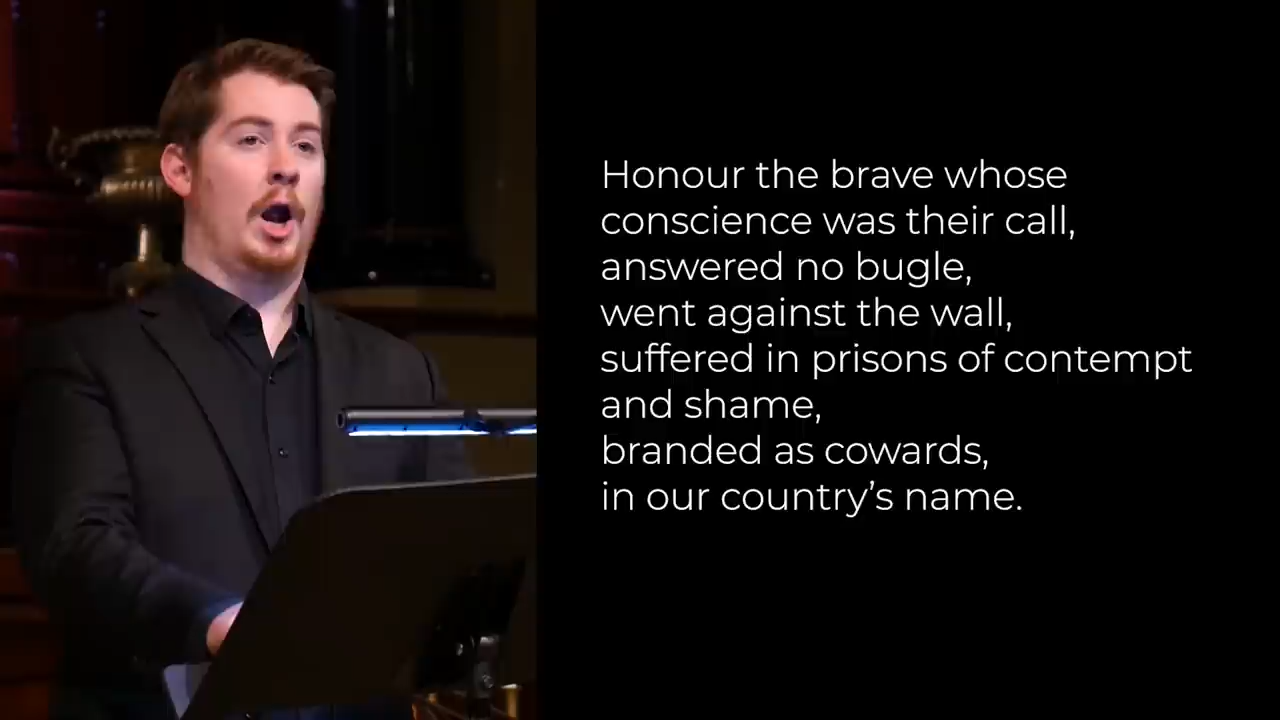 Honour the brave whose
conscience was their call,
answered no bugle,
went against the wall,
suffered in prisons of contempt
and shame,
branded as cowards,
in our country’s name.